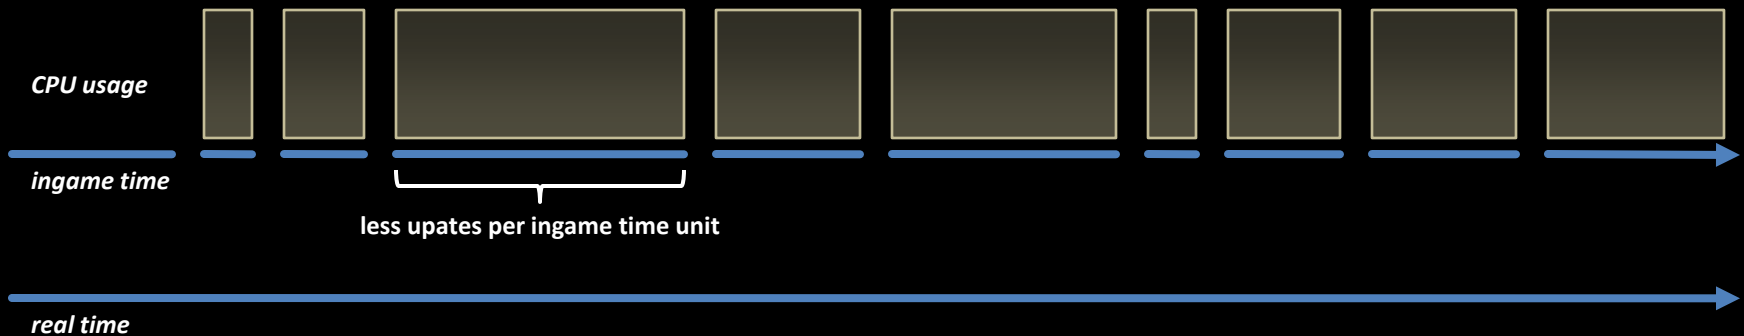 CPU usage
ingame time
less upates per ingame time unit
real time